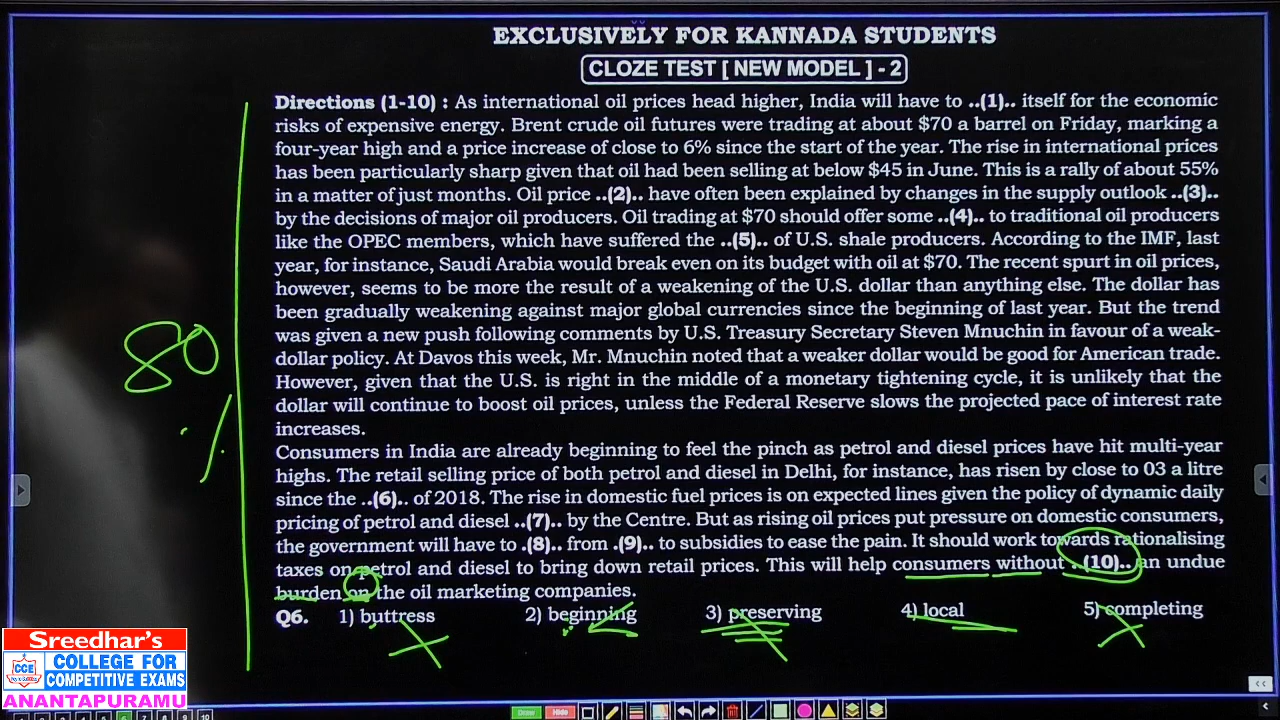 EXCLUSIVELY FOR KANNADA STUDENTS
CLOZE TEST [ NEW MODEL ] - 2
Directions (1-10) : As international oil prices head higher, India will have to ..(1).. itself for the economic
risks of expensive energy. Brent crude oil futures were trading at about $70 a barrel on Friday, marking a
four-year high and a price increase of close to 6% since the start of the year. The rise in international prices
has been particularly sharp given that oil had been selling at below $45 in June. This is a rally of about 55%
in a matter of just months. Oil price ..(2).. have often been explained by changes in the supply outlook ..(3)..
by the decisions of major oil producers. Oil trading at $70 should offer some ..(4).. to traditional oil producers
like the OPEC members, which have suffered the ..(5).. of U.S. shale producers. According to the IMF, last
year, for instance, Saudi Arabia would break even on its budget with oil at $70. The recent spurt in oil prices,
however, seems to be more the result of a weakening of the U.S. dollar than anything else. The dollar has
been gradually weakening against major global currencies since the beginning of last year. But the trend
was given a new push following comments by U.S. Treasury Secretary Steven Mnuchin in favour of a weak-
dollar policy. At Davos this week, Mr. Mnuchin noted that a weaker dollar would be good for American trade.
However, given that the U.S. is right in the middle of a monetary tightening cycle, it is unlikely that the
dollar will continue to boost oil prices, unless the Federal Reserve slows the projected pace of interest rate
increases.
Consumers in India are already beginning to feel the pinch as petrol and diesel prices have hit multi-year
highs. The retail selling price of both petrol and diesel in Delhi, for instance, has risen by close to 03 a litre
since the ..(6).. of 2018. The rise in domestic fuel prices is on expected lines given the policy of dynamic daily
pricing of petrol and diesel ..(7).. by the Centre. But as rising oil prices put pressure on domestic consumers,
the government will have to .(8).. from .(9).. to subsidies to ease the pain. It should work towards rationalising
taxes on petrol and diesel to bring down retail prices. This will help consumers without ..(10).. an undue
burden on the oil marketing companies.
Q6. 1) buttress 2) beginning 3) preserving 4) local 5) completing
80
%
Sreedhar's
CCE
COLLEGE FOR
COMPETITIVE EXAMS
ANANTAPURAMU